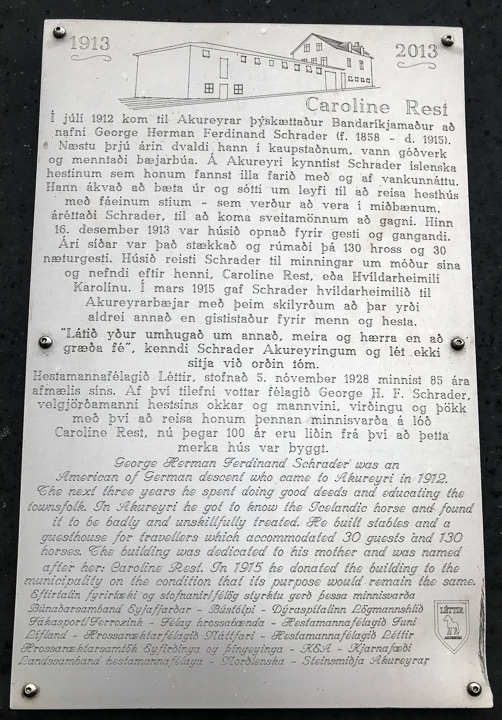 1913
2013
Caroline Rest
Í júlí 1912 kom til Akureyrar þýskættaður Bandaríkjamaður að
nafni George Herman Ferdinand Schrader (f. 1858 - d. 1915).
Næstu þrjú árin dvaldi hann í kaupstaðnum, vann góðverk
og menntaði bæjarbúa. Á Akureyri kynntist Schrader íslenska
hestinum sem honum fannst illa farið með og af vankunnáttu.
Hann ákvað að bæta úr og sótti um leyfi til að reisa hesthús
með fáeinum stíum - sem verður að vera í miðbænum,
áréttaði Schrader, til að koma sveitamönnum að gagni. Hinn
16. desember 1913 var húsið opnað fyrir gesti og gangandi.
Ári síðar var það stækkað og rúmaði þá 130 hross og 30
næturgesti. Húsið reisti Schrader til minningar um móður sína
og nefndi eftir henni, Caroline Rest, eða Hvíldarheimili
Karolínu. Í mars 1915 gaf Schrader hvíldarheimilið til
Akureyrarbæjar með þeim skilyrðum að þar yrði
aldrei annað en gististaður fyrir menn og hesta.
"Látið yður umhugað um annað, meira og hærra en að
græða fé", kenndi Schrader Akureyringum og lét ekki
sitja við orðin tóm.
Hestamannafélagið Léttir, stofnað 5. nóvember 1928 minnist 85 ára
afmælis síns. Af því tilefni vottar félagið George H. F. Schrader,
velgjörðamanni hestsins okkar og mannvini, virðingu og þökk
með því að reisa honum þennan minnisvarða á lóð
Caroline Rest, nú þegar 100 ár eru liðin frá því að þetta
merka hús var byggt.
George Herman Ferdinand Schrader was an
American of German descent who came to Akureyri in 1912.
The next three years he spent doing good deeds and educating the
townsfolk. In Akureyri he got to know the Icelandic horse and found
it to be badly and unskillfully treated. He built stables and a
guesthouse for travellers which accommodated 30 guests and 130
horses. The building was dedicated to his mother and was named
after her: Caroline Rest. In 1915 he donated the building to the
municipality on the condition that its purpose would remain the same.
Eftirtalin fyrirtæki og stofnanir/félög styrktu gerð þessa minnisvarða
Búnaðarsamband Eyjafjarðar - Bústólpi - Dýraspítalinn Lögmannshlíð
Fákasport/Ferrozink - Félag hrossabænda - Hestamannafélagið Funi
Lífland - Hrossaræktarfélagið Náttfari - Hestamannafélagið Léttir
Hrossaræktarsamtök Eyfirðinga og Þingeyinga - KEA - Kjarnafæði
Landssamband hestamannafélaga - Norðlenska - Steinsmiðja Akureyrar
LÉTTIR